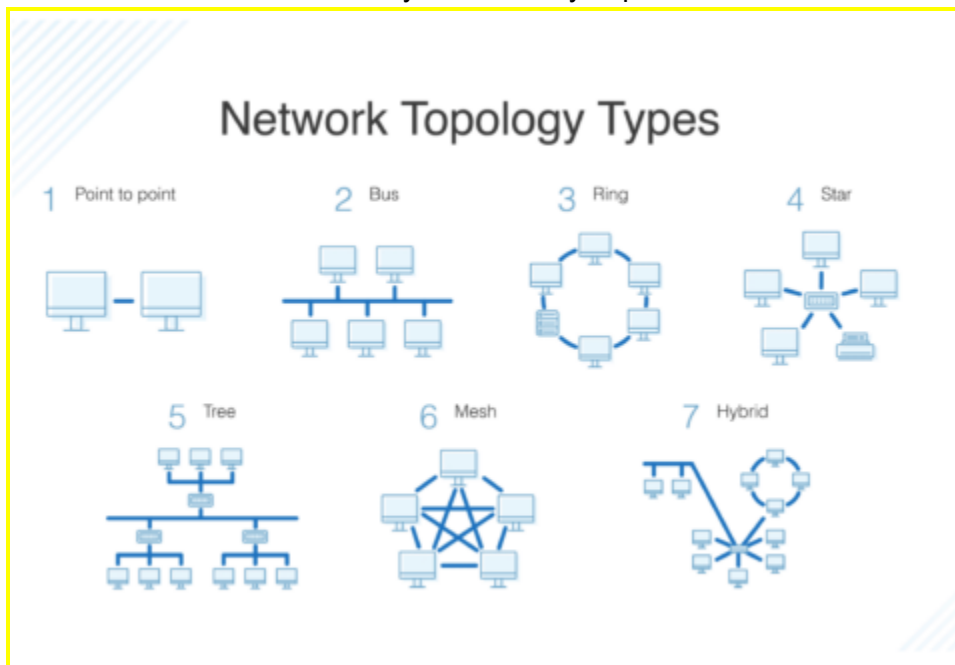 Network Topology Types
1 Point to point
2 Bus
3 Ring
4 Star
5 Tree
6 Mesh
7 Hybrid